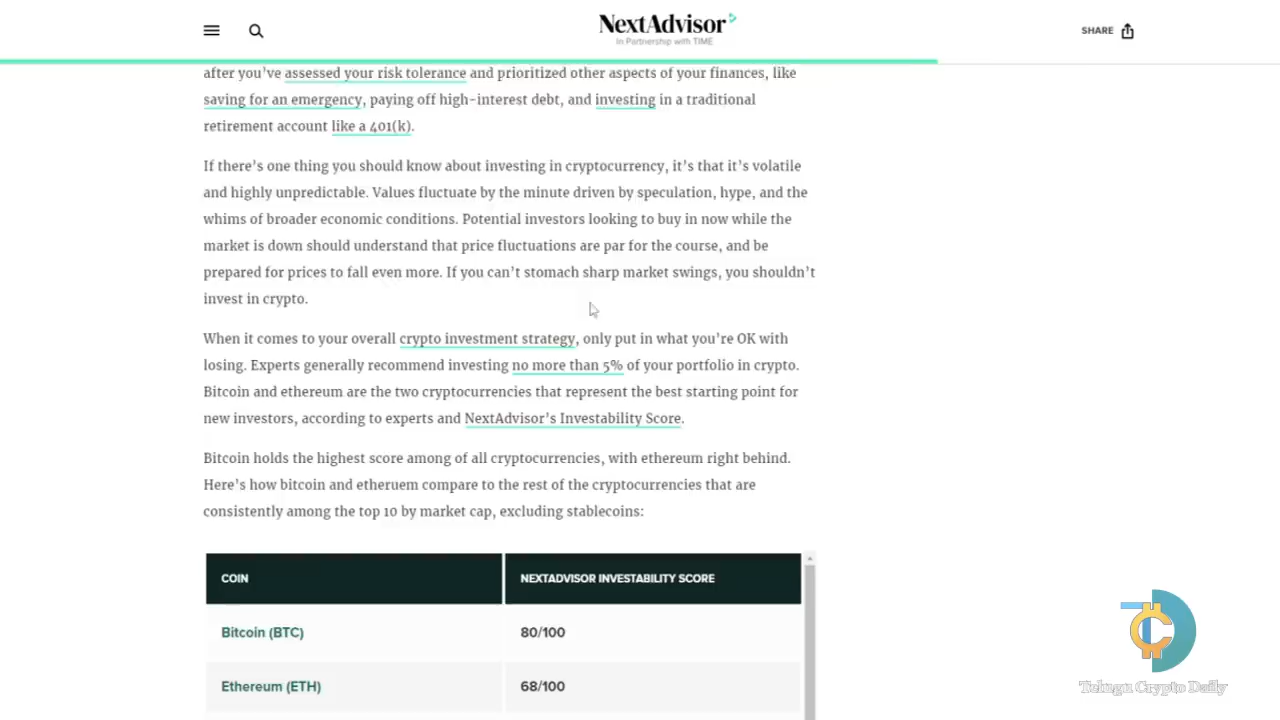 NextAdvisor
In Partnership with TIME
SHARE
after you've assessed your risk tolerance and prioritized other aspects of your finances, like
saving for an emergency, paying off high-interest debt, and investing in a traditional
retirement account like a 401(k).
If there's one thing you should know about investing in cryptocurrency, it's that it's volatile
and highly unpredictable. Values fluctuate by the minute driven by speculation, hype, and the
whims of broader economic conditions. Potential investors looking to buy in now while the
market is down should understand that price fluctuations are par for the course, and be
prepared for prices to fall even more. If you can't stomach sharp market swings, you shouldn't
invest in crypto.
When it comes to your overall crypto investment strategy, only put in what you're OK with
losing. Experts generally recommend investing no more than 5% of your portfolio in crypto.
Bitcoin and ethereum are the two cryptocurrencies that represent the best starting point for
new investors, according to experts and NextAdvisor's Investability Score.
Bitcoin holds the highest score among of all cryptocurrencies, with ethereum right behind.
Here's how bitcoin and etheruem compare to the rest of the cryptocurrencies that are
consistently among the top 10 by market cap, excluding stablecoins:
COIN NEXTADVISOR INVESTABILITY SCORE
Bitcoin (BTC) 80/100
Ethereum (ETH) 68/100
Crypto Daily